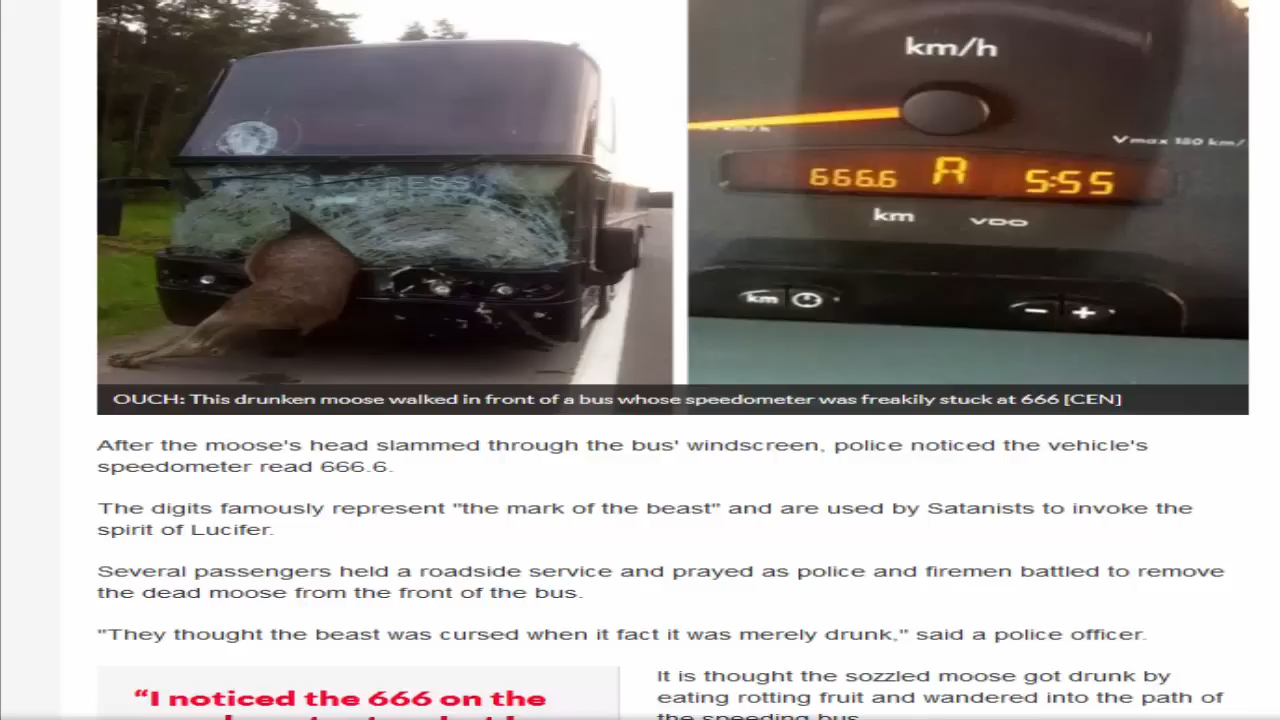 km/h
Vmax 180 km/
666.6 A 5:55
km VDO
km
- +
PRESS
OUCH: This drunken moose walked in front of a bus whose speedometer was freakily stuck at 666 [CEN]
After the moose's head slammed through the bus' windscreen, police noticed the vehicle's
speedometer read 666.6.
The digits famously represent "the mark of the beast" and are used by Satanists to invoke the
spirit of Lucifer.
Several passengers held a roadside service and prayed as police and firemen battled to remove
the dead moose from the front of the bus.
"They thought the beast was cursed when it fact it was merely drunk," said a police officer.
“I noticed the 666 on the
It is thought the sozzled moose got drunk by
eating rotting fruit and wandered into the path of
the speeding bus.